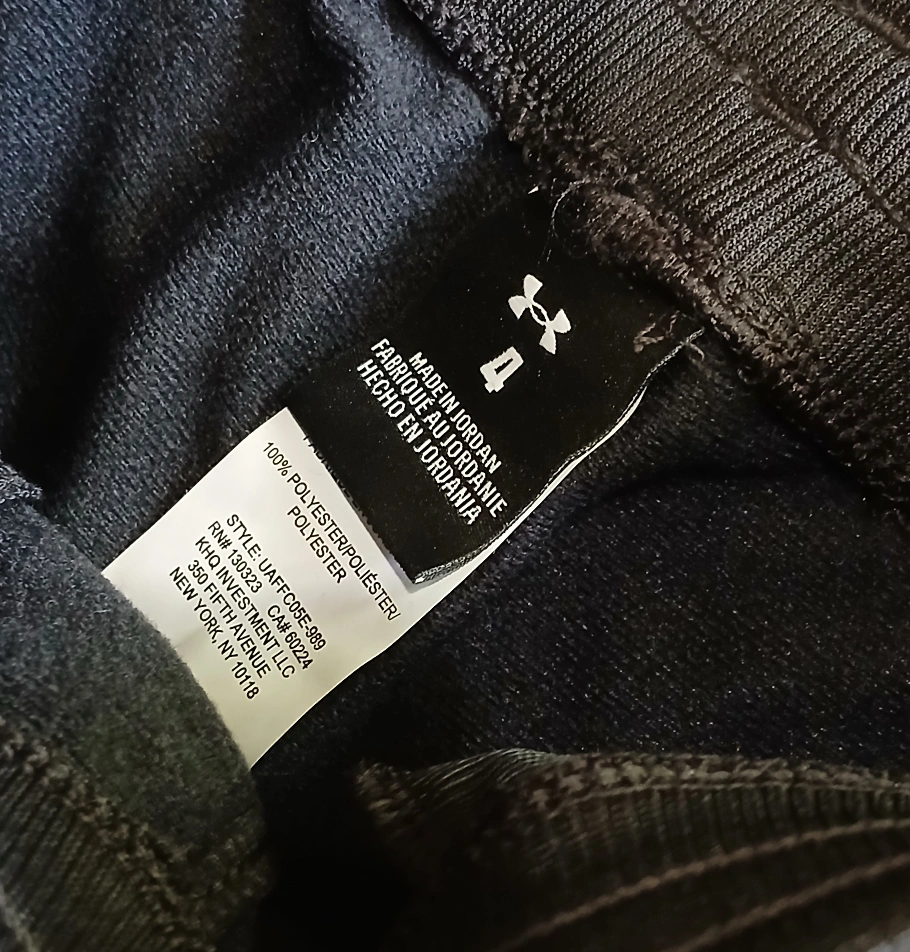 4
MADE IN JORDAN
FABRIQUÉ AU JORDANIE
HECHO EN JORDANIA
100% POLYESTER/POLIÉSTER/
POLYESTER
STYLE: UAFFC05E-989
RN# 130323 CA# 60224
KHQ INVESTMENT LLC
350 FIFTH AVENUE
NEW YORK, NY 10118